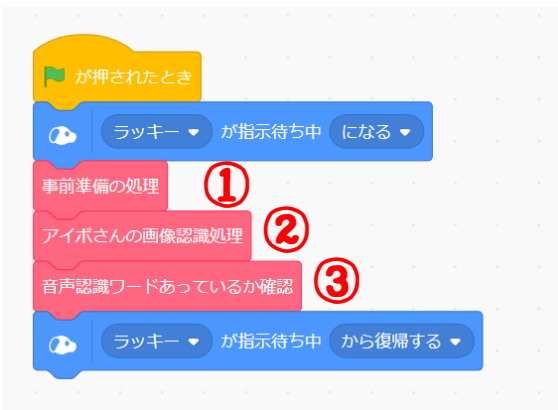 が押されたとき
ラッキー が指示待ち中 になる
事前準備の処理 ①
アイボさんの画像認識処理 ②
音声認識ワードあっているか確認 ③
ラッキー が指示待ち中 から復帰する